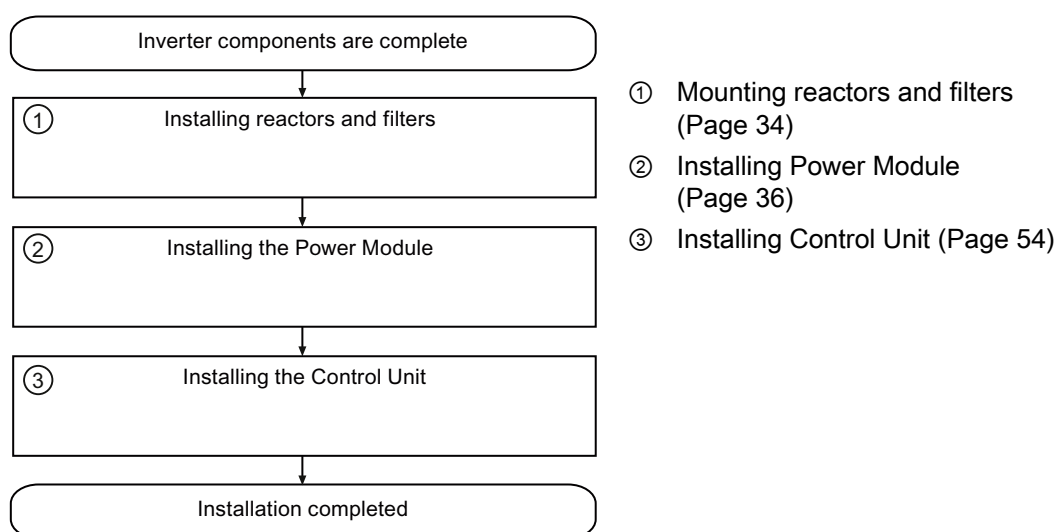 Inverter components are complete
① Installing reactors and filters
② Installing the Power Module
③ Installing the Control Unit
Installation completed
① Mounting reactors and filters
(Page 34)
② Installing Power Module
(Page 36)
③ Installing Control Unit (Page 54)